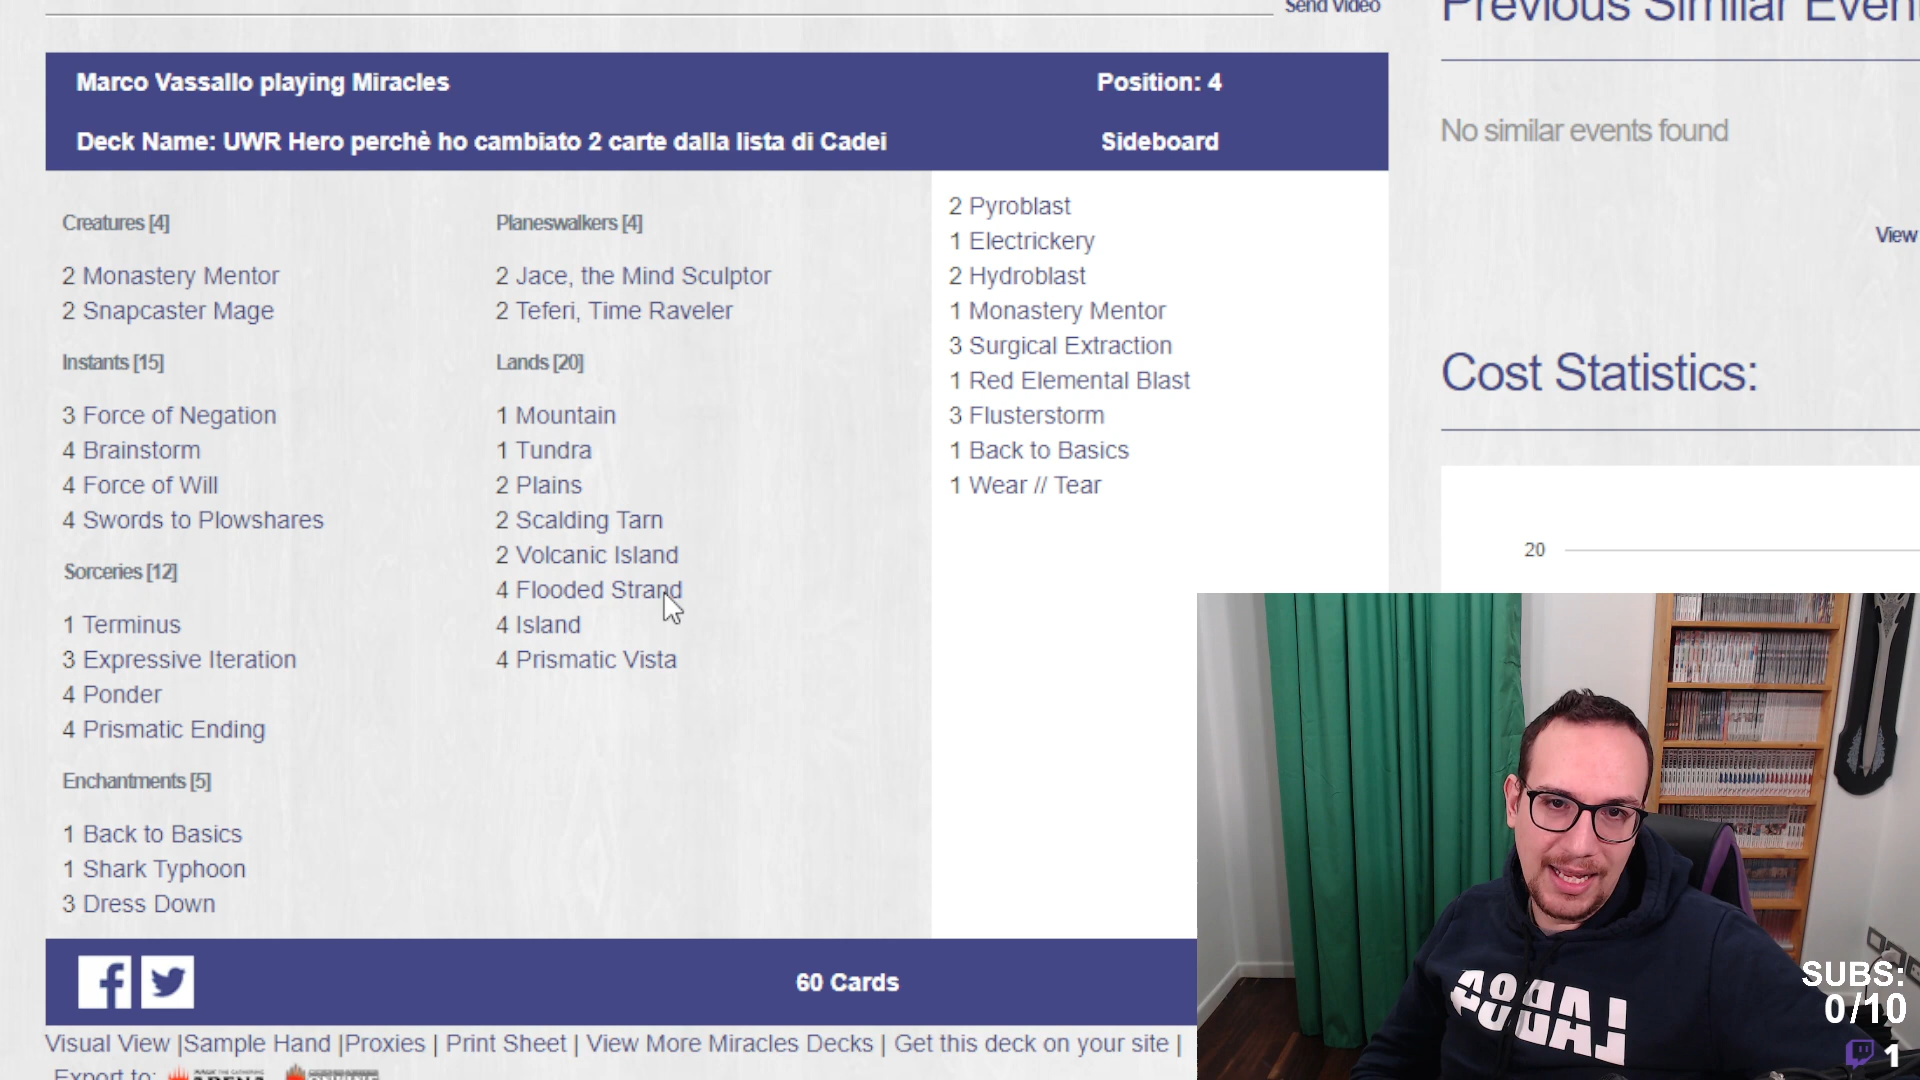 Send Video
Previous Similar Even
Marco Vassallo playing Miracles
Position: 4
Deck Name: UWR Hero perchè ho cambiato 2 carte dalla lista di Cadei
Sideboard
Creatures [4]
2 Monastery Mentor
2 Snapcaster Mage
Instants [15]
3 Force of Negation
4 Brainstorm
4 Force of Will
4 Swords to Plowshares
Sorceries [12]
1 Terminus
3 Expressive Iteration
4 Ponder
4 Prismatic Ending
Enchantments [5]
1 Back to Basics
1 Shark Typhoon
3 Dress Down
Planeswalkers [4]
2 Jace, the Mind Sculptor
2 Teferi, Time Raveler
Lands [20]
1 Mountain
1 Tundra
2 Plains
2 Scalding Tarn
2 Volcanic Island
4 Flooded Strand
4 Island
4 Prismatic Vista
2 Pyroblast
1 Electrickery
2 Hydroblast
1 Monastery Mentor
3 Surgical Extraction
1 Red Elemental Blast
3 Flusterstorm
1 Back to Basics
1 Wear // Tear
No similar events found
View
Cost Statistics:
20
60 Cards
Visual View |Sample Hand |Proxies | Print Sheet | View More Miracles Decks | Get this deck on your site |
Export to:
SUBS:
0/10
1